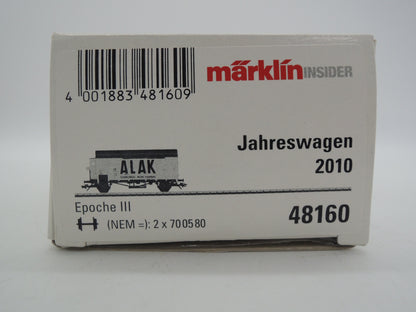 4 001883 481609
märklin INSIDER
Jahreswagen
2010
ALAK
Epoche III
(NEM =): 2 x 700580
48160